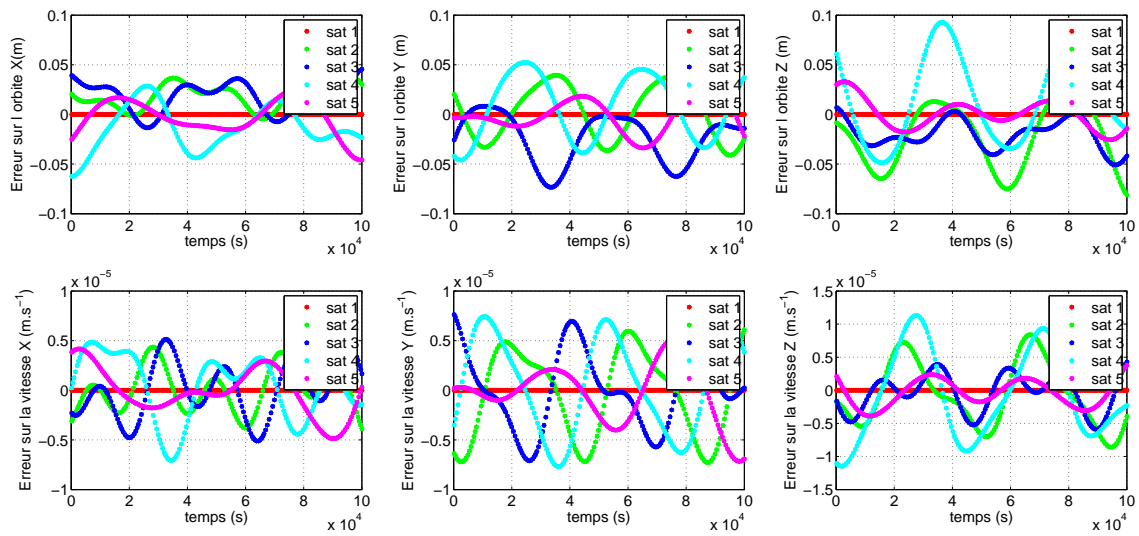 0.1
0.05
0
−0.05
−0.1
Erreur sur l orbite X(m)
0 2 4 6 8 10
temps (s)
x 10^4
sat 1
sat 2
sat 3
sat 4
sat 5
0.1
0.05
0
−0.05
−0.1
Erreur sur l orbite Y (m)
0 2 4 6 8 10
temps (s)
x 10^4
sat 1
sat 2
sat 3
sat 4
sat 5
0.1
0.05
0
−0.05
−0.1
Erreur sur l orbite Z (m)
0 2 4 6 8 10
temps (s)
x 10^4
sat 1
sat 2
sat 3
sat 4
sat 5
x 10^−5
1
0.5
0
−0.5
−1
Erreur sur la vitesse X (m.s^−1)
0 2 4 6 8 10
temps (s)
x 10^4
sat 1
sat 2
sat 3
sat 4
sat 5
x 10^−5
1
0.5
0
−0.5
−1
Erreur sur la vitesse Y (m.s^−1)
0 2 4 6 8 10
temps (s)
x 10^4
sat 1
sat 2
sat 3
sat 4
sat 5
x 10^−5
1.5
1
0.5
0
−0.5
−1
−1.5
Erreur sur la vitesse Z (m.s^−1)
0 2 4 6 8 10
temps (s)
x 10^4
sat 1
sat 2
sat 3
sat 4
sat 5